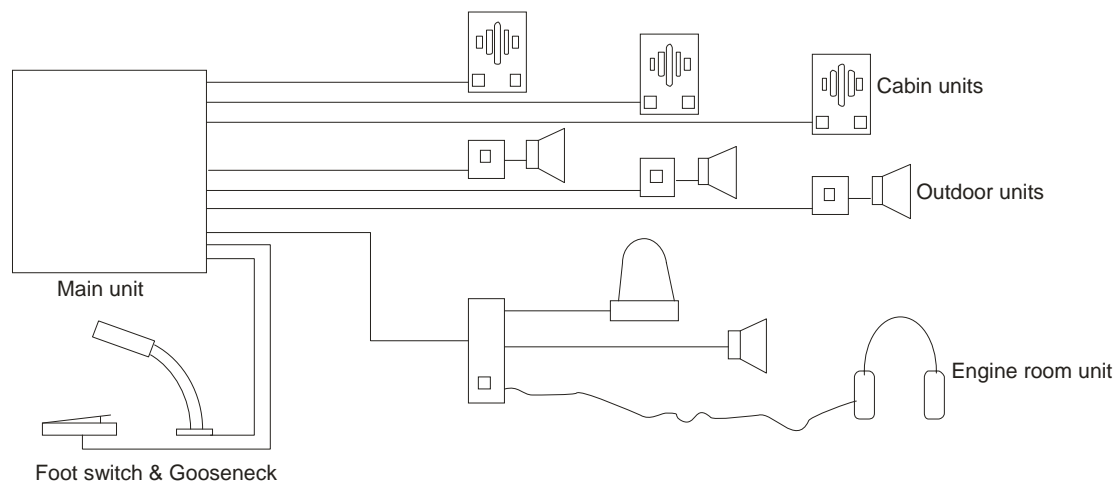 Cabin units
Outdoor units
Main unit
Engine room unit
Foot switch & Gooseneck